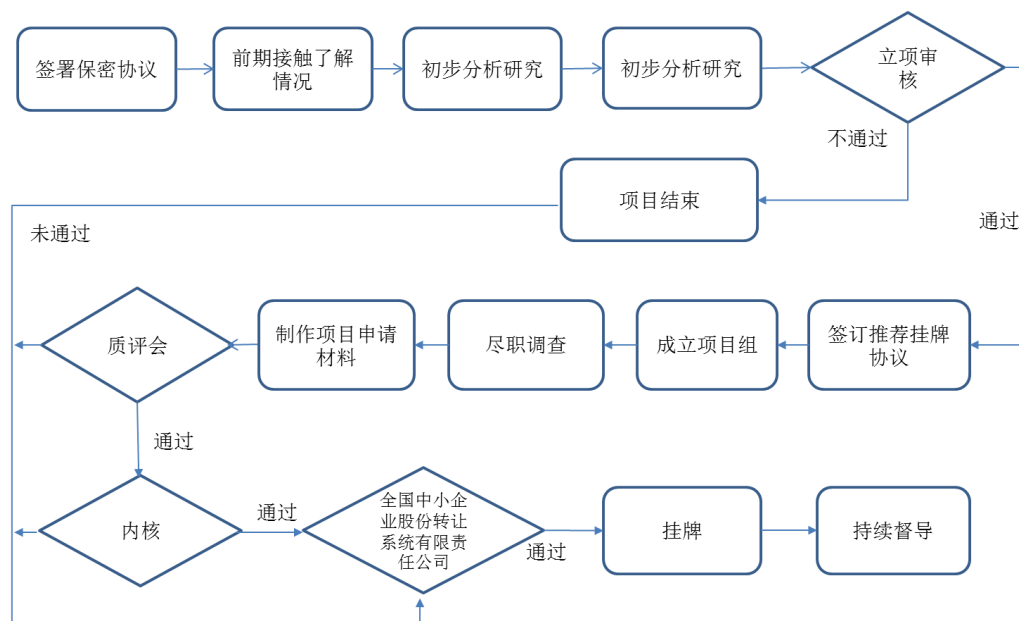 签署保密协议
前期接触了解
情况
初步分析研究
初步分析研究
立项审
核
不通过
项目结束
通过
未通过
质评会
制作项目申请
材料
尽职调查
成立项目组
签订推荐挂牌
协议
通过
内核
通过
全国中小企
业股份转让
系统有限责
任公司
通过
挂牌
持续督导